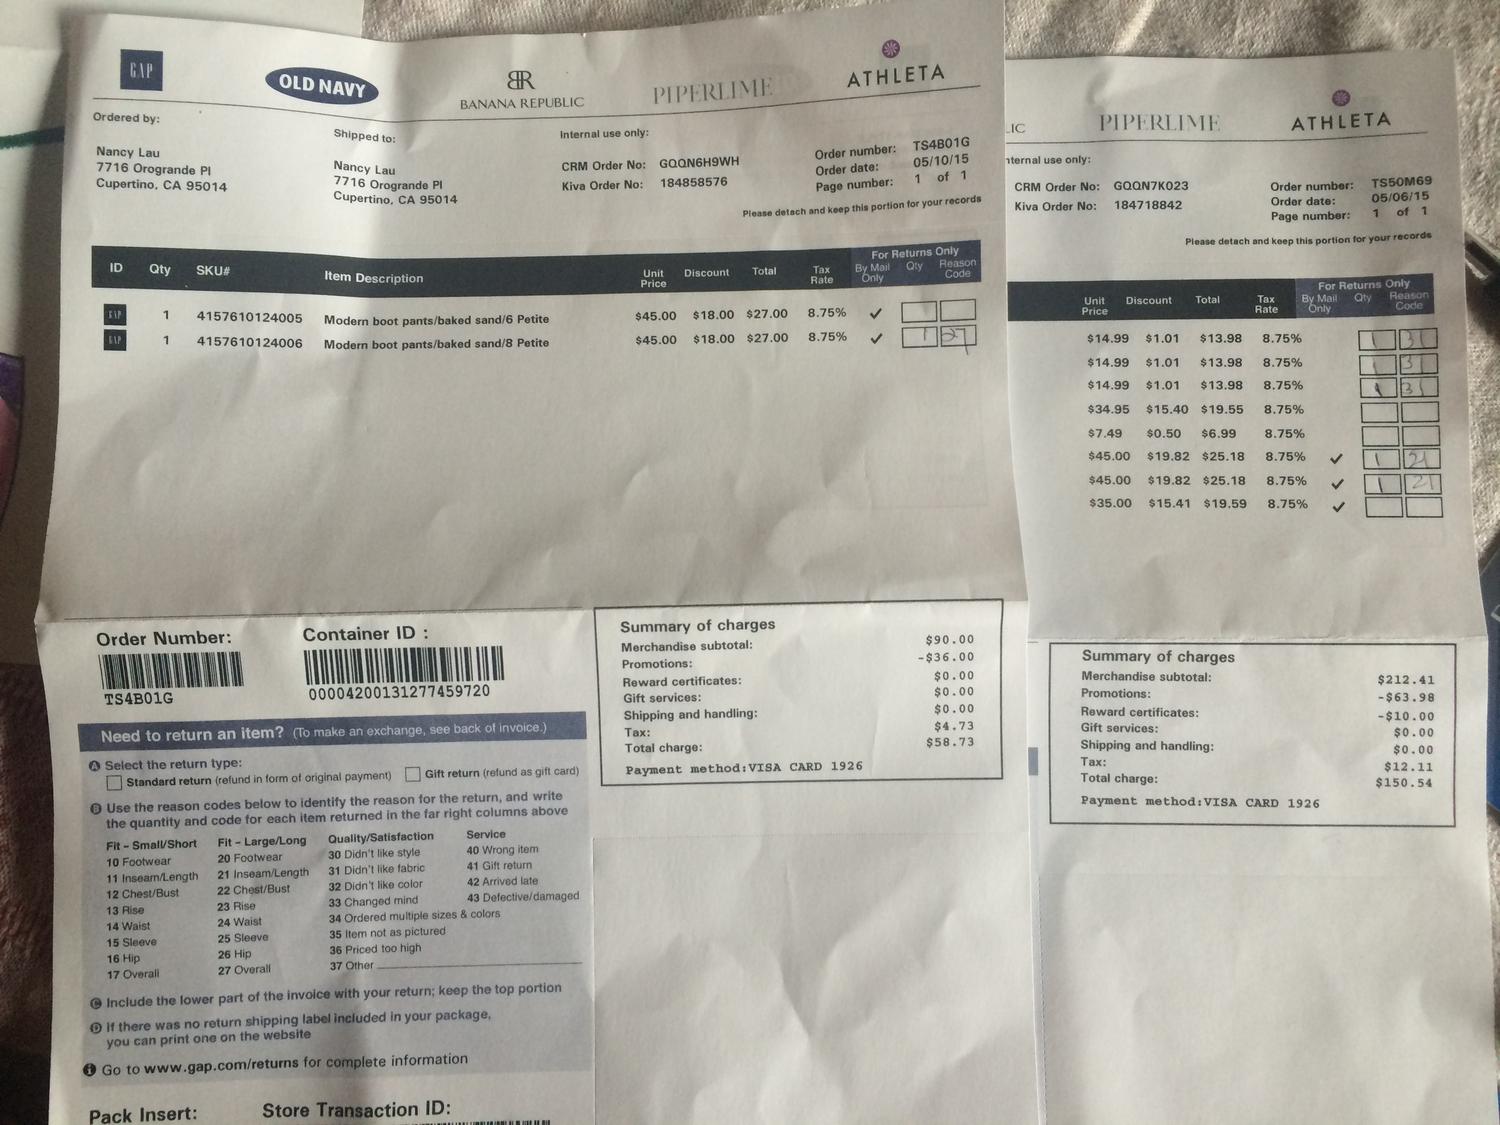 GAP
OLD NAVY
BR
BANANA REPUBLIC
PIPERLIME
ATHLETA
Ordered by:
Nancy Lau
7716 Orogrande Pl
Cupertino, CA 95014
Shipped to:
Nancy Lau
7716 Orogrande Pl
Cupertino, CA 95014
Internal use only:
CRM Order No: GQQN6H9WH
Kiva Order No: 184858576
Order number: TS4B01G
Order date: 05/10/15
Page number: 1 of 1
Please detach and keep this portion for your records
For Returns Only
ID Qty SKU# Item Description Unit Price Discount Total Tax Rate By Mail Only Qty Reason Code
GAP 1 4157610124005 Modern boot pants/baked sand/6 Petite $45.00 $18.00 $27.00 8.75% ✓
GAP 1 4157610124006 Modern boot pants/baked sand/8 Petite $45.00 $18.00 $27.00 8.75% ✓ 1 27
Order Number:
TS4B01G
Container ID :
00004200131277459720
Need to return an item? (To make an exchange, see back of invoice.)
A Select the return type:
Standard return (refund in form of original payment) Gift return (refund as gift card)
B Use the reason codes below to identify the reason for the return, and write
the quantity and code for each item returned in the far right columns above
Fit – Small/Short
10 Footwear
11 Inseam/Length
12 Chest/Bust
13 Rise
14 Waist
15 Sleeve
16 Hip
17 Overall
Fit – Large/Long
20 Footwear
21 Inseam/Length
22 Chest/Bust
23 Rise
24 Waist
25 Sleeve
26 Hip
27 Overall
Quality/Satisfaction
30 Didn't like style
31 Didn't like fabric
32 Didn't like color
33 Changed mind
34 Ordered multiple sizes & colors
35 Item not as pictured
36 Priced too high
37 Other
Service
40 Wrong item
41 Gift return
42 Arrived late
43 Defective/damaged
C Include the lower part of the invoice with your return; keep the top portion
D If there was no return shipping label included in your package,
you can print one on the website
i Go to www.gap.com/returns for complete information
Pack Insert:
Store Transaction ID:
Summary of charges
Merchandise subtotal: $90.00
Promotions: -$36.00
Reward certificates: $0.00
Gift services: $0.00
Shipping and handling: $0.00
Tax: $4.73
Total charge: $58.73
Payment method:VISA CARD 1926
LIC
PIPERLIME
ATHLETA
nternal use only:
CRM Order No: GQQN7K023
Kiva Order No: 184718842
Order number: TS50M69
Order date: 05/06/15
Page number: 1 of 1
Please detach and keep this portion for your records
For Returns Only
Unit Price Discount Total Tax Rate By Mail Only Qty Reason Code
$14.99 $1.01 $13.98 8.75% 1 31
$14.99 $1.01 $13.98 8.75% 1 31
$14.99 $1.01 $13.98 8.75% 1 31
$34.95 $15.40 $19.55 8.75%
$7.49 $0.50 $6.99 8.75%
$45.00 $19.82 $25.18 8.75% ✓ 1 21
$45.00 $19.82 $25.18 8.75% ✓ 1 21
$35.00 $15.41 $19.59 8.75% ✓
Summary of charges
Merchandise subtotal: $212.41
Promotions: -$63.98
Reward certificates: -$10.00
Gift services: $0.00
Shipping and handling: $0.00
Tax: $12.11
Total charge: $150.54
Payment method:VISA CARD 1926